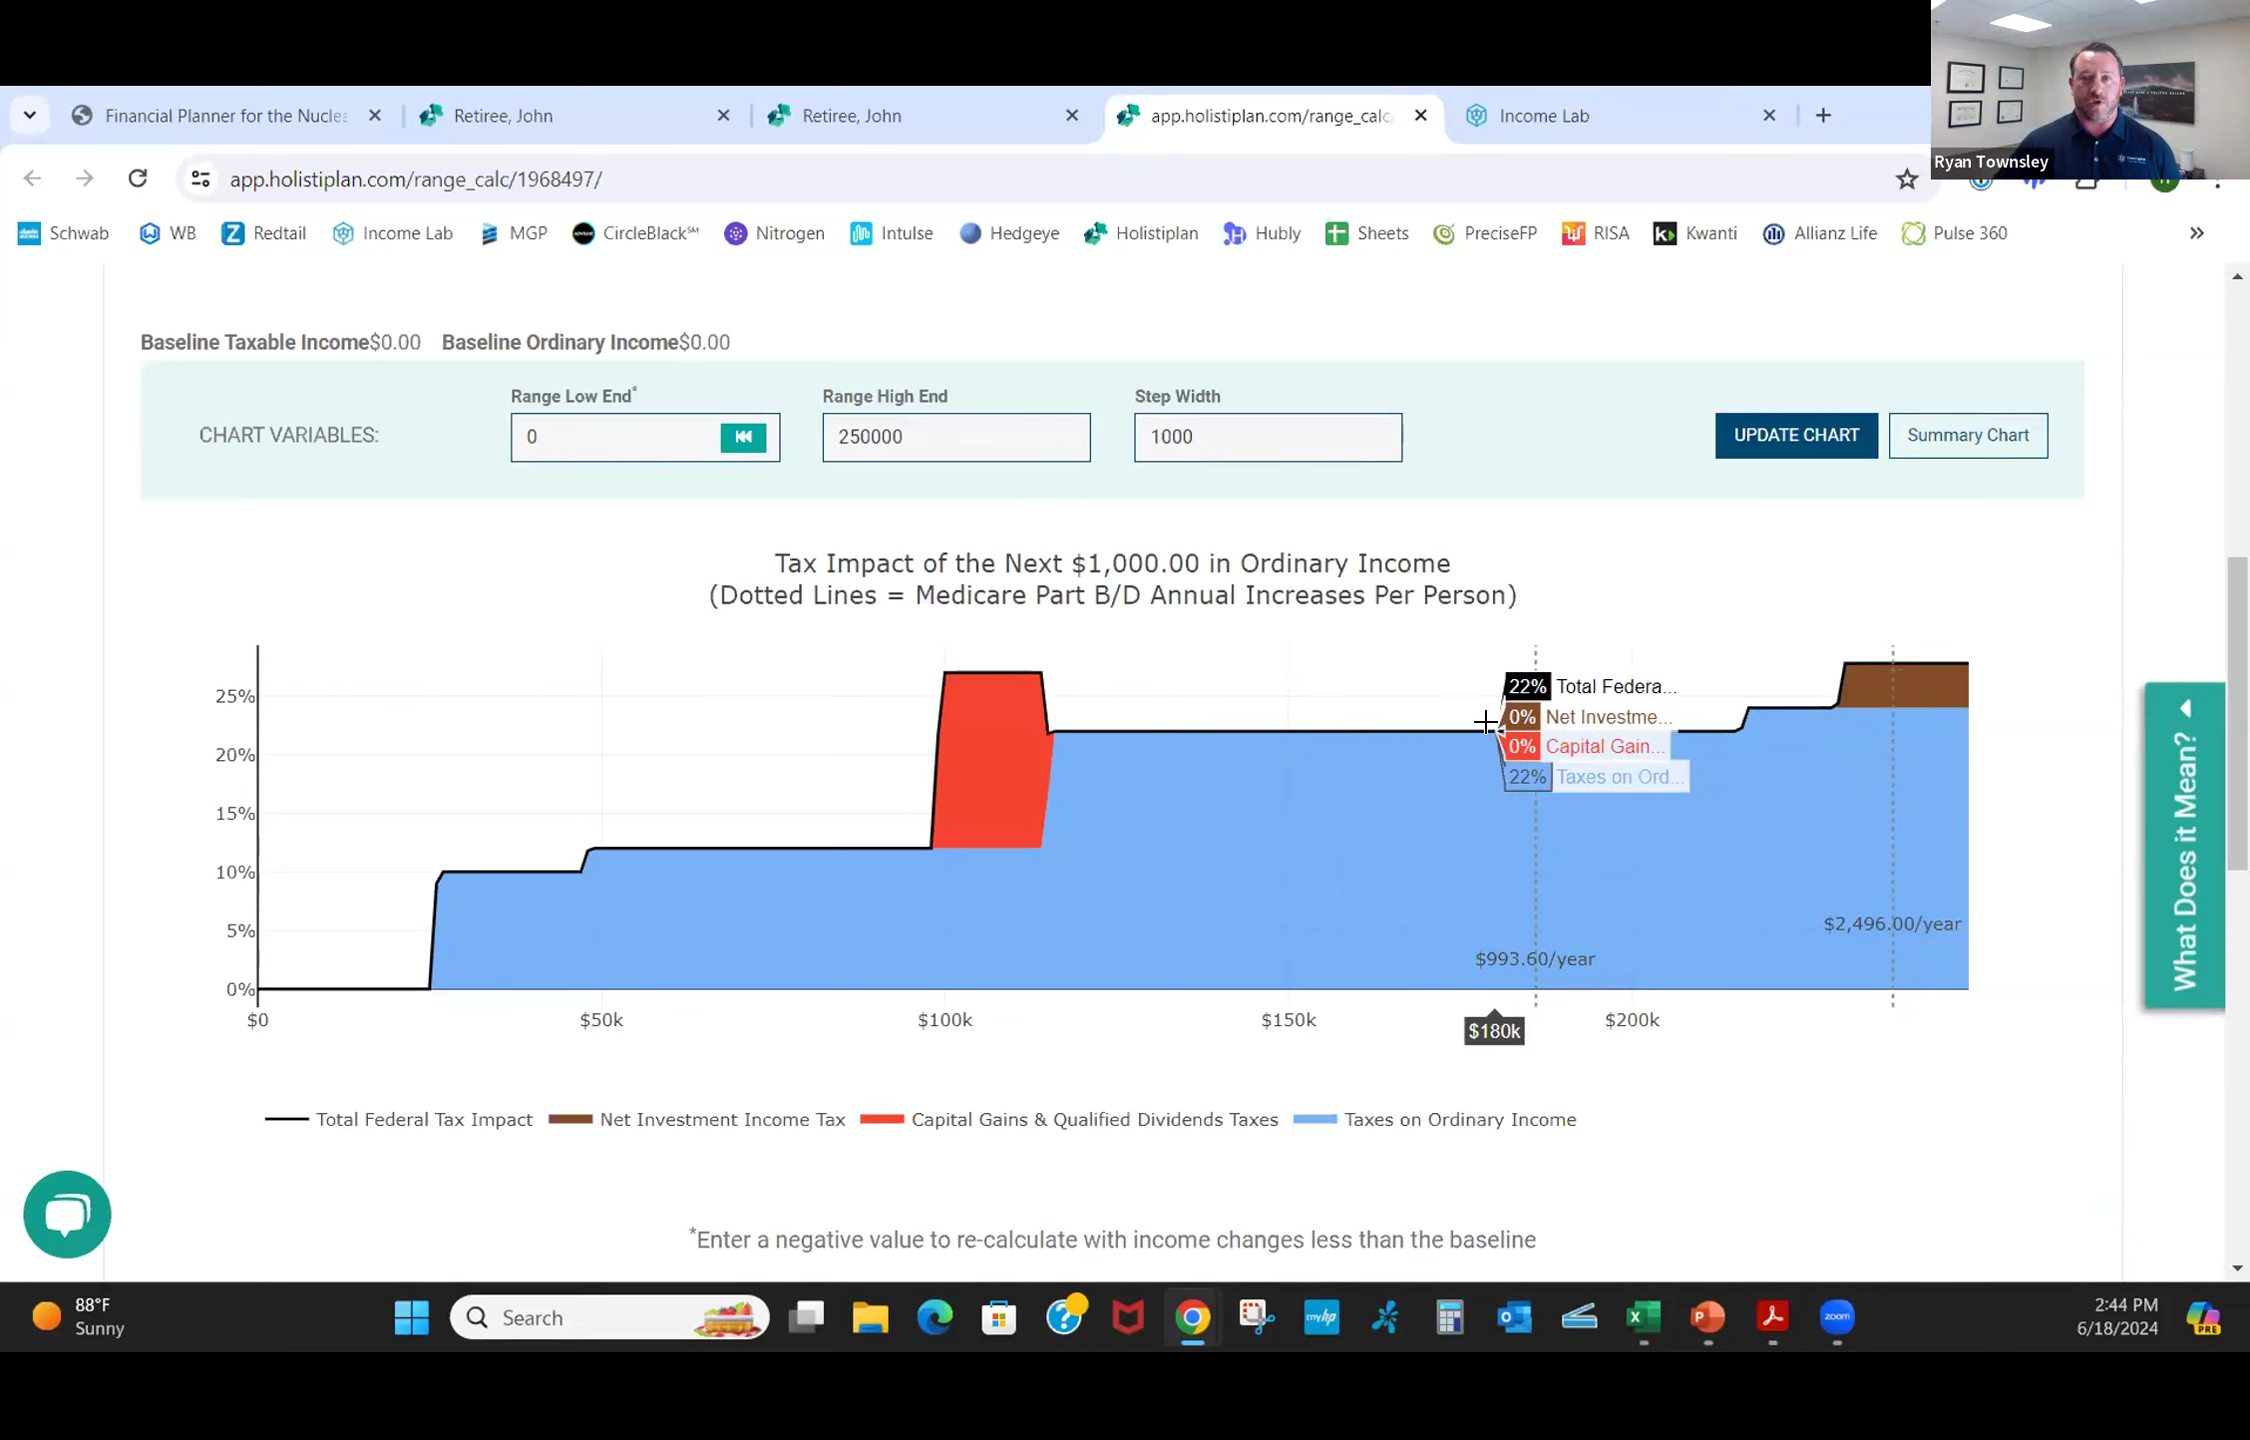 Financial Planner for the Nuclea
Retiree, John
Retiree, John
app.holistiplan.com/range_calc
Income Lab
Ryan Townsley
app.holistiplan.com/range_calc/1968497/
Schwab
WB
Redtail
Income Lab
MGP
CircleBlack℠
Nitrogen
Intulse
Hedgeye
Holistiplan
Hubly
Sheets
PreciseFP
RISA
Kwanti
Allianz Life
Pulse 360
Baseline Taxable Income$0.00 Baseline Ordinary Income$0.00
CHART VARIABLES:
Range Low End*
0
Range High End
250000
Step Width
1000
UPDATE CHART
Summary Chart
Tax Impact of the Next $1,000.00 in Ordinary Income
(Dotted Lines = Medicare Part B/D Annual Increases Per Person)
25%
20%
15%
10%
5%
0%
22% Total Federa...
0% Net Investme...
0% Capital Gain...
22% Taxes on Ord...
$2,496.00/year
$993.60/year
$0
$50k
$100k
$150k
$180k
$200k
Total Federal Tax Impact
Net Investment Income Tax
Capital Gains & Qualified Dividends Taxes
Taxes on Ordinary Income
What Does it Mean?
*Enter a negative value to re-calculate with income changes less than the baseline
88°F
Sunny
Search
myhp
zoom
2:44 PM
6/18/2024
PRE